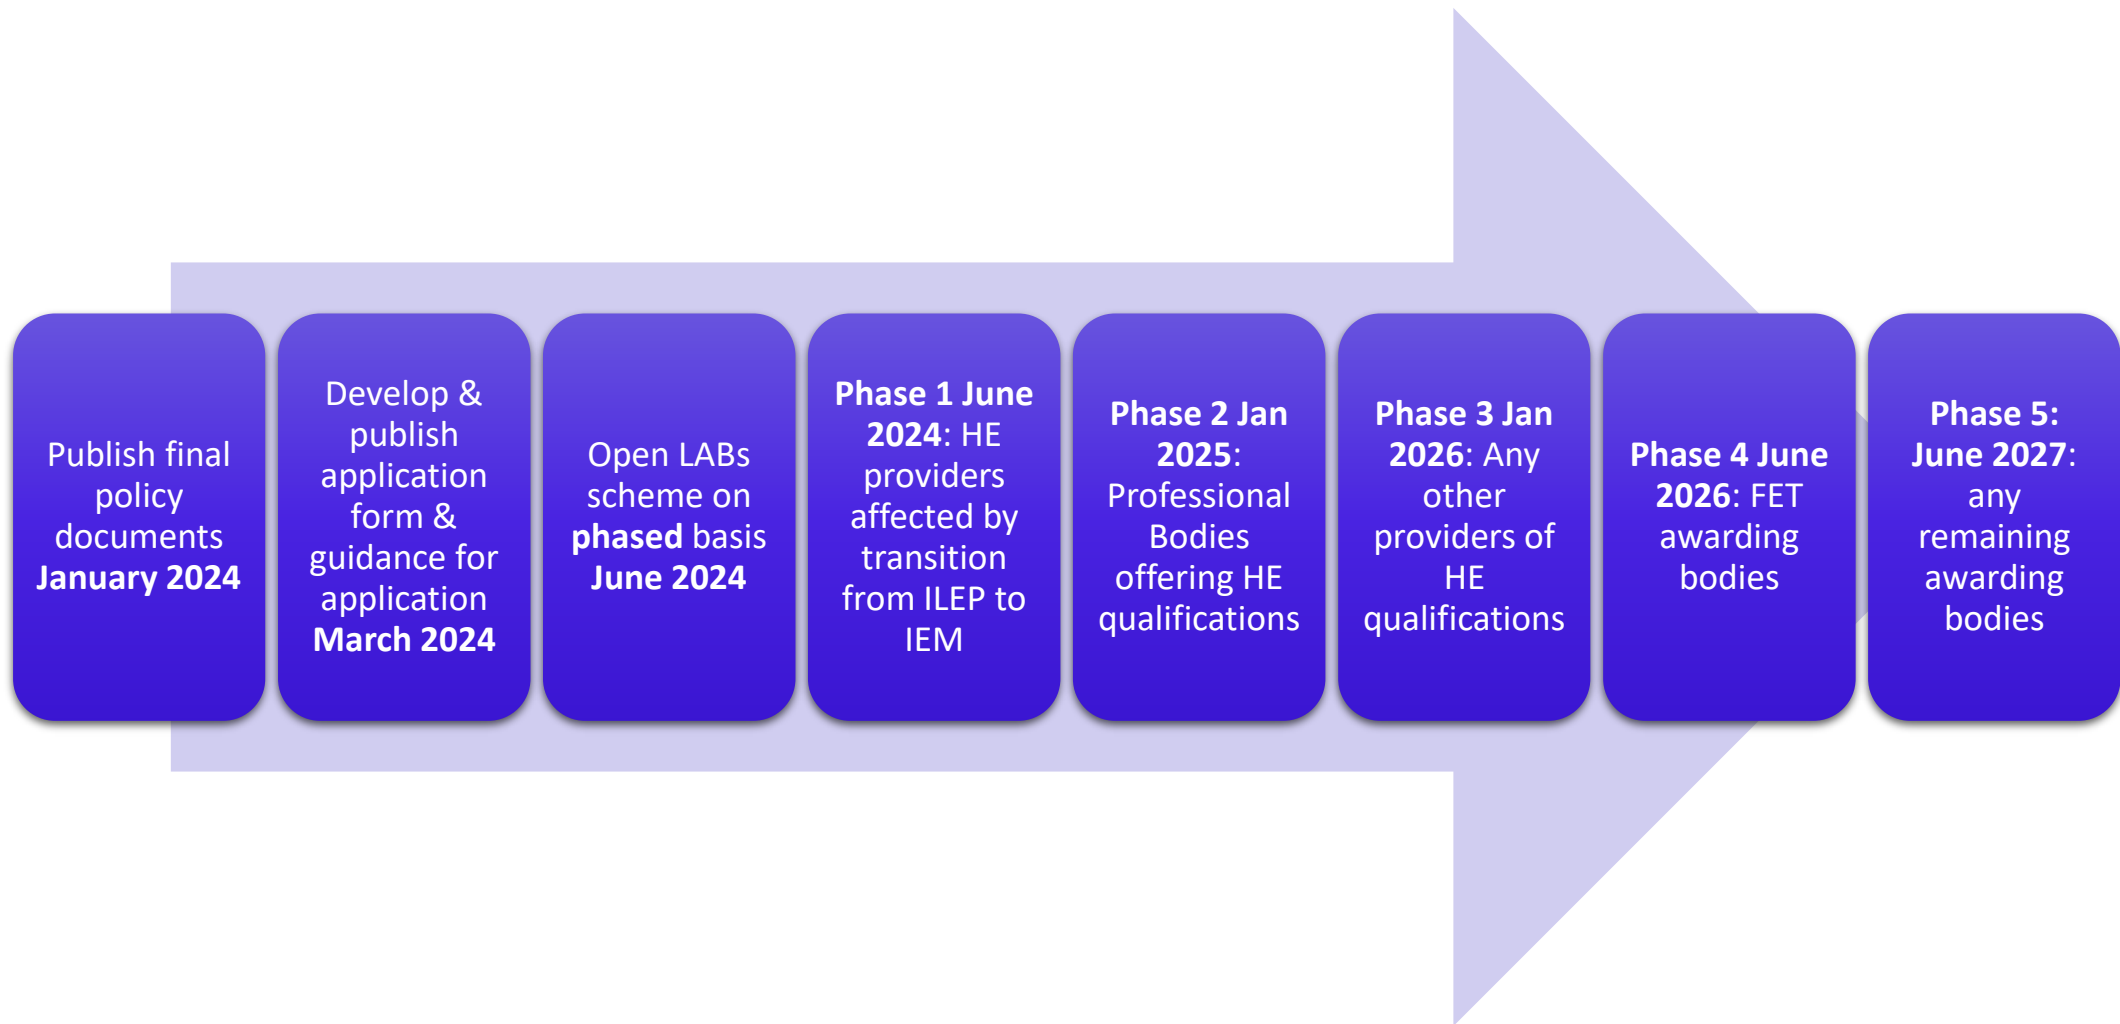 Publish final
policy
documents
January 2024
Develop &
publish
application
form &
guidance for
application
March 2024
Open LABs
scheme on
phased basis
June 2024
Phase 1 June
2024: HE
providers
affected by
transition
from ILEP to
IEM
Phase 2 Jan
2025:
Professional
Bodies
offering HE
qualifications
Phase 3 Jan
2026: Any
other
providers of
HE
qualifications
Phase 4 June
2026: FET
awarding
bodies
Phase 5:
June 2027:
any
remaining
awarding
bodies